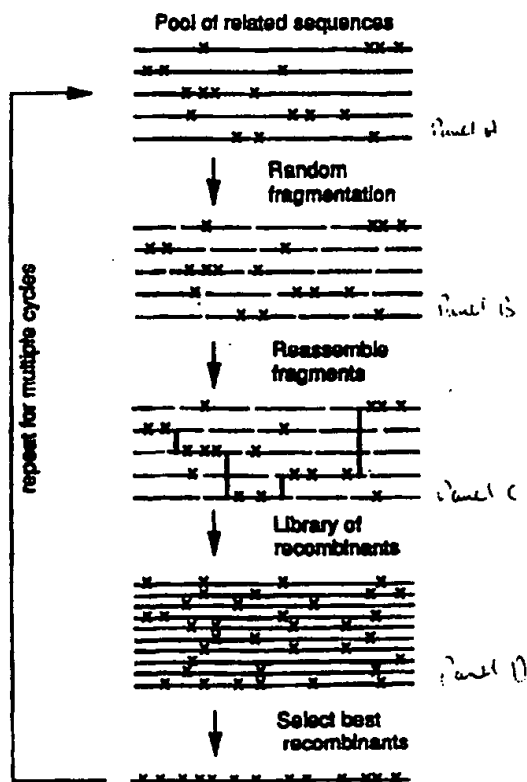 Pool of related sequences
Panel A
Random
fragmentation
Panel B
Reassemble
fragments
Panel C
Library of
recombinants
Panel D
Select best
recombinants
repeat for multiple cycles